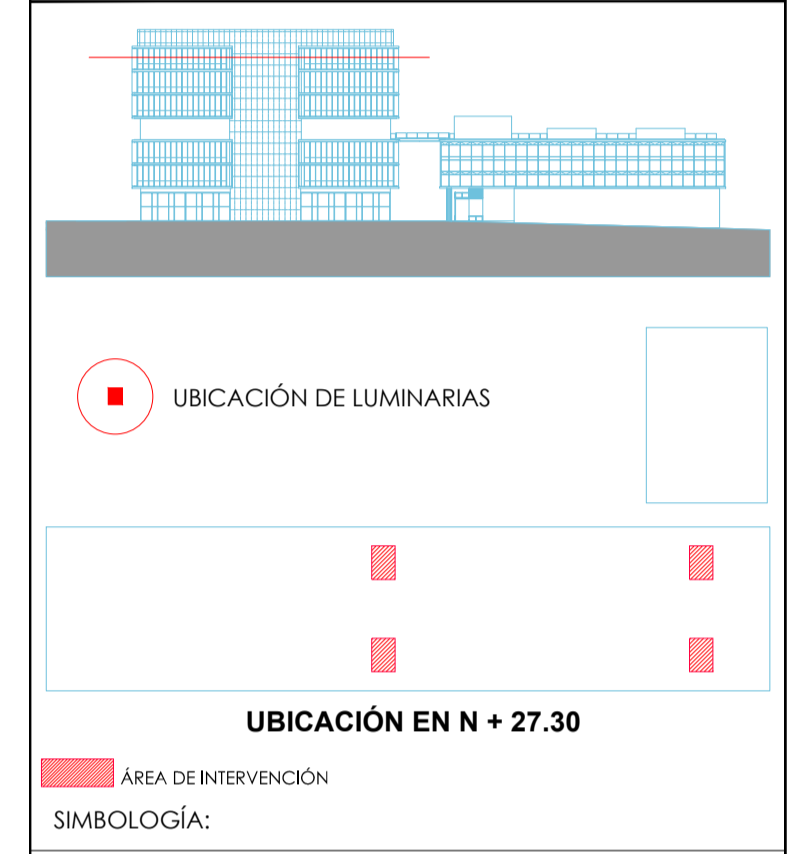 UBICACIÓN DE LUMINARIAS
UBICACIÓN EN N + 27.30
ÁREA DE INTERVENCIÓN
SIMBOLOGÍA: